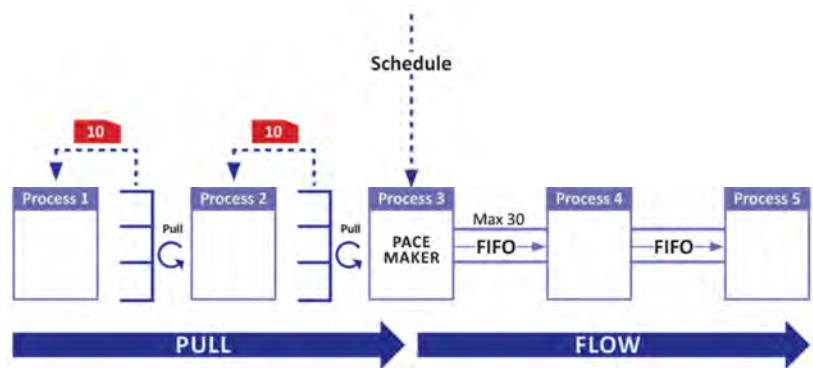 Schedule
10
10
Process 1
Process 2
Process 3
Process 4
Process 5
Pull
Pull
PACE
MAKER
Max 30
FIFO
FIFO
PULL
FLOW